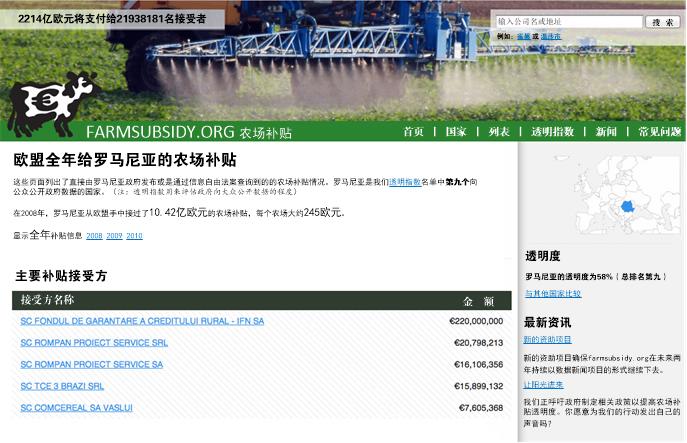 2214亿欧元将支付给21938181名接受者
输入公司名或地址
搜 索
例如: 雀巢 或
FARMSUBSIDY.ORG 农场补贴
首页 | 国家 | 列表 | 透明指数 | 新闻 | 常见问题
欧盟全年给罗马尼亚的农场补贴
这些页面列出了直接由罗马尼亚政府发布或是通过信息自由法案查询到的的农场补贴情况。罗马尼亚是我们透明指数名单中第九个向
公众公开政府数据的国家。(注: 透明指数用来评估政府向大众公开数据的程度)
在2008年, 罗马尼亚从欧盟手中接过了10.42亿欧元的农场补贴, 每个农场大约245欧元。
显示全年补贴信息 2008 2009 2010
主要补贴接受方
接受方名称 金 额
SC FONDUL DE GARANTARE A CREDITULUI RURAL - IFN SA €220,000,000
SC ROMPAN PROIECT SERVICE SRL €20,798,213
SC ROMPAN PROIECT SERVICE SA €16,106,356
SC TCE 3 BRAZI SRL €15,899,132
SC COMCEREAL SA VASLUI €7,605,368
透明度
罗马尼亚的透明度为58% ( 总排名第九 )
与其他国家比较
最新资讯
新的资助项目
新的资助项目确保farmsubsidy.org在未来两
年持续以数据新闻项目的形式继续下去。
让阳光进来
我们正呼吁政府制定相关政策以提高农场补
贴透明度。你愿意为我们的行动发出自己的
声音吗?